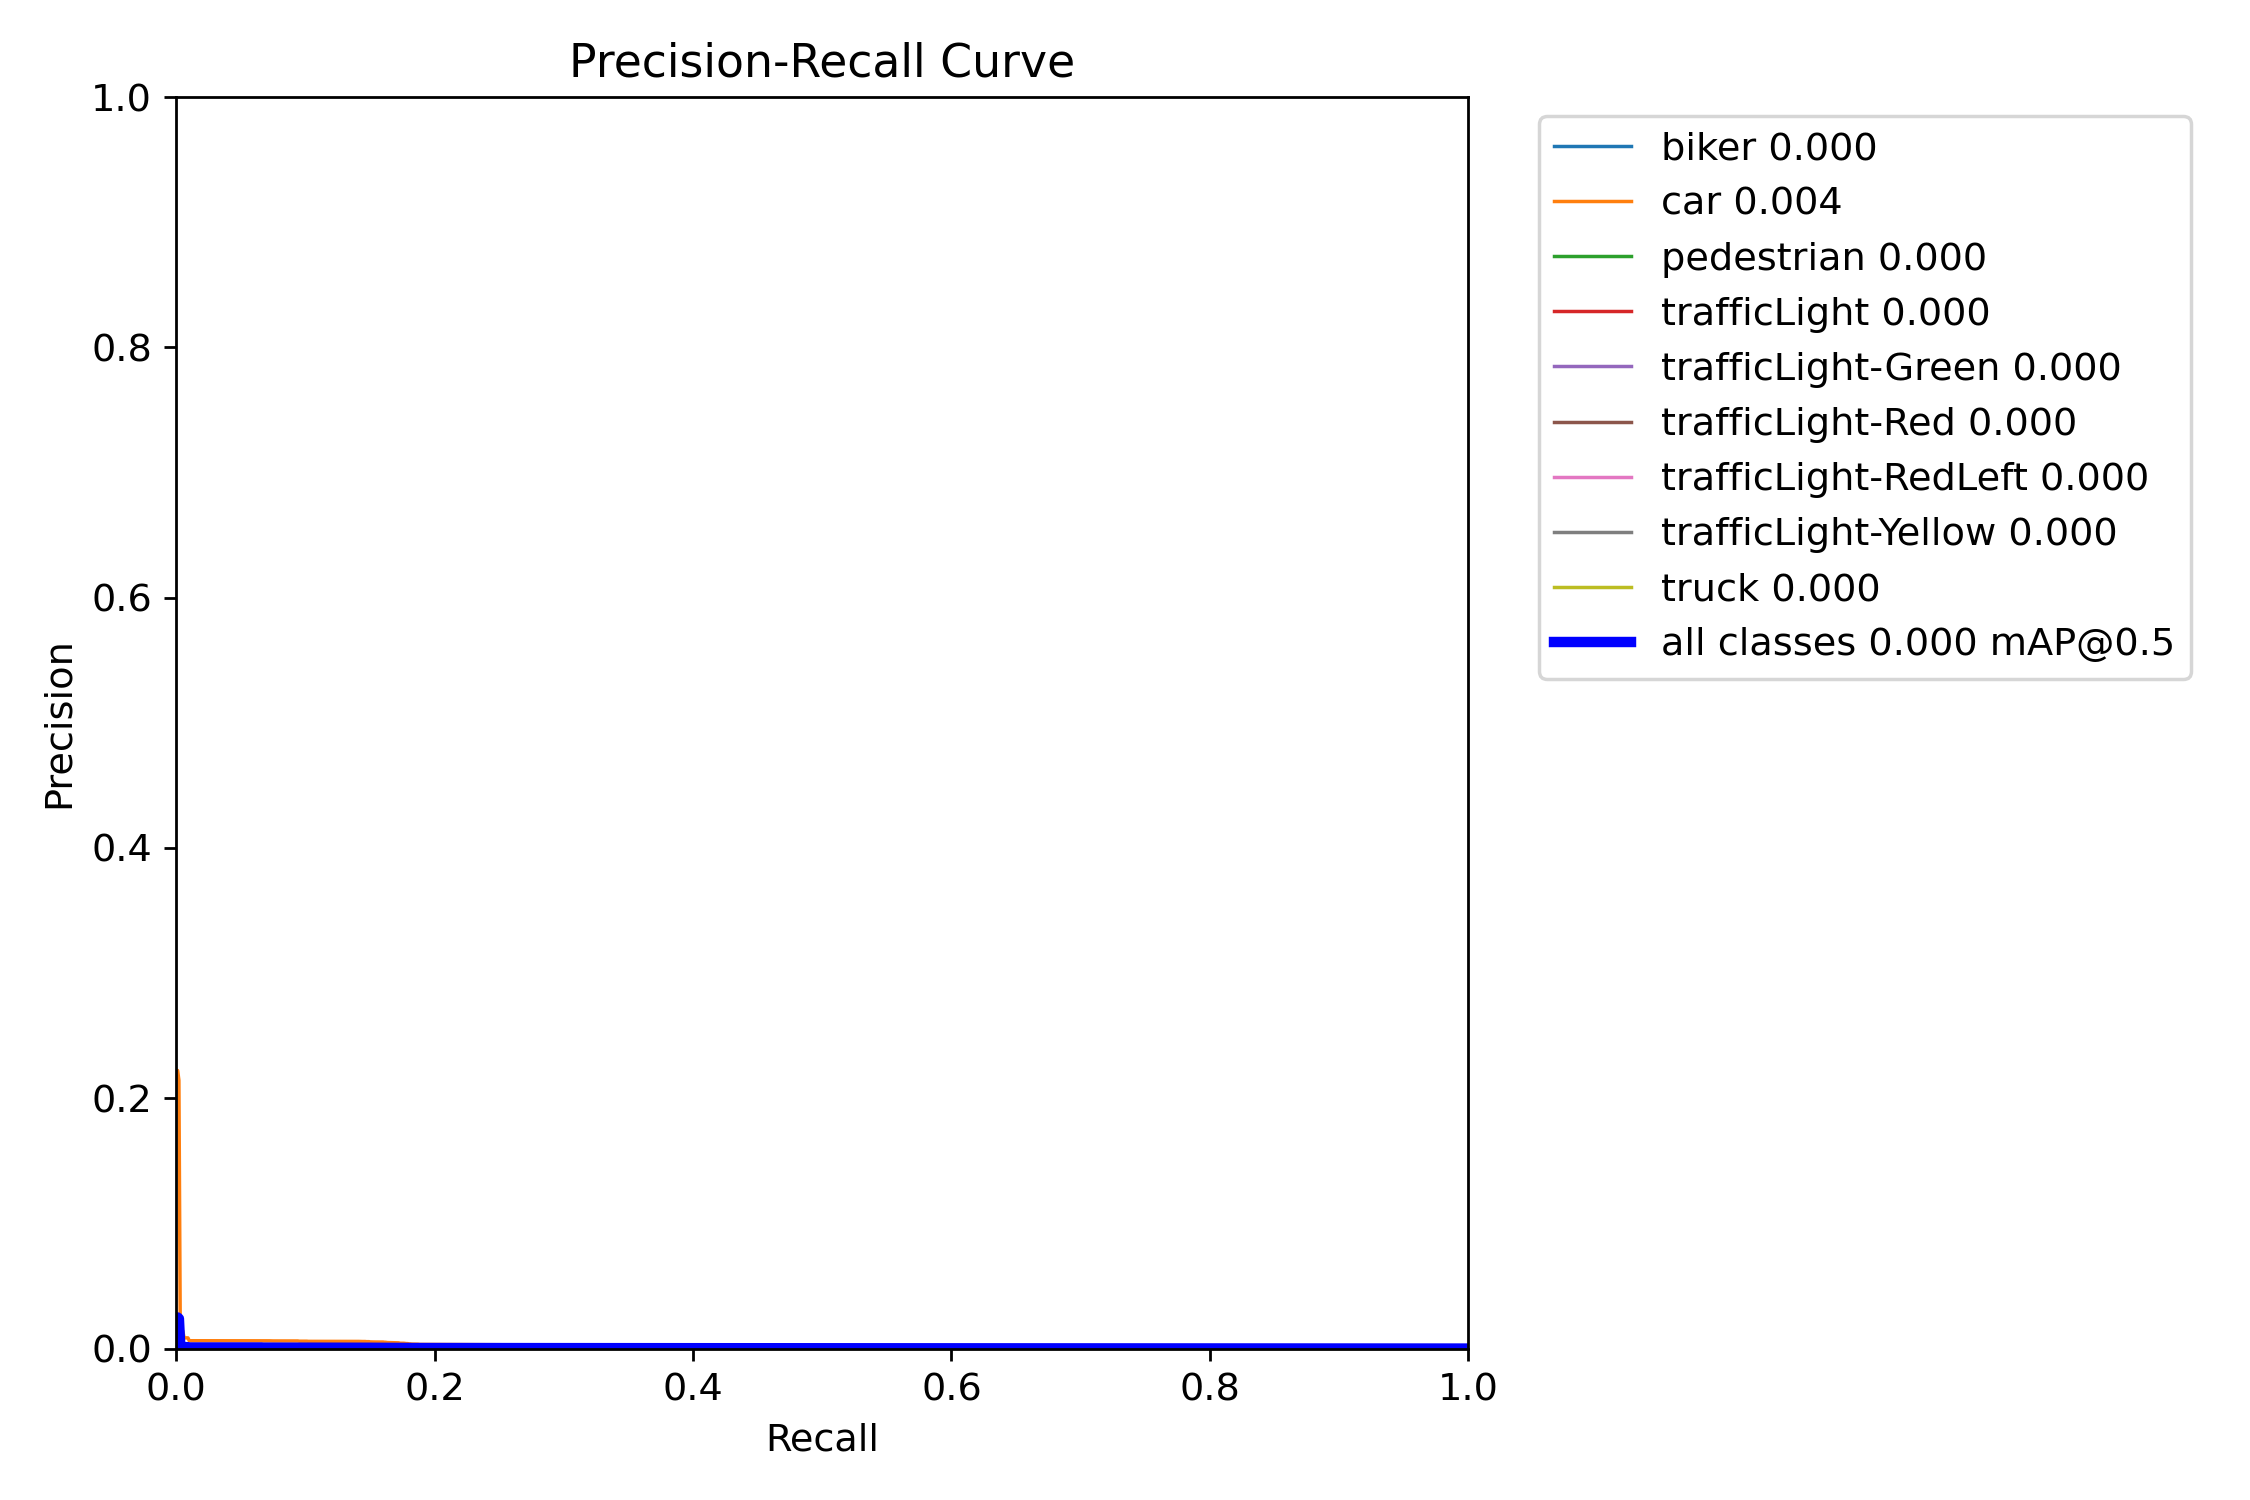 Precision-Recall Curve
1.0
0.8
0.6
0.4
0.2
0.0
Precision
0.0 0.2 0.4 0.6 0.8 1.0
Recall
biker 0.000
car 0.004
pedestrian 0.000
trafficLight 0.000
trafficLight-Green 0.000
trafficLight-Red 0.000
trafficLight-RedLeft 0.000
trafficLight-Yellow 0.000
truck 0.000
all classes 0.000 mAP@0.5